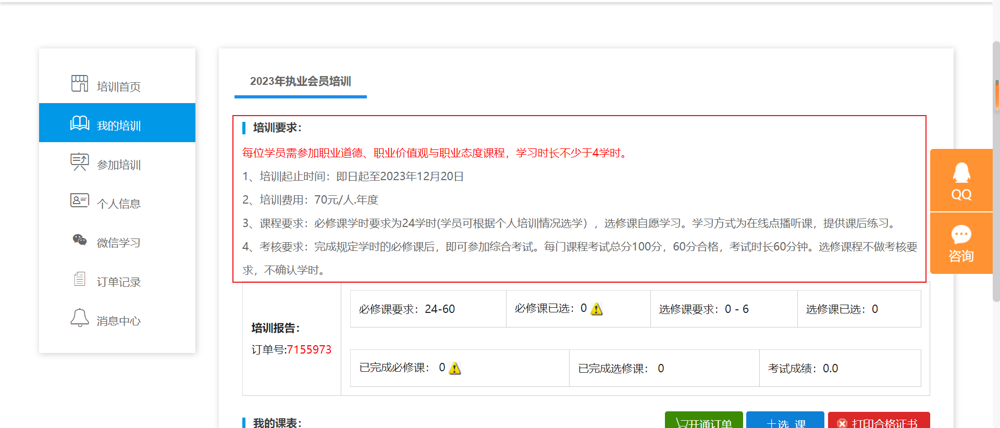 培训首页
我的培训
参加培训
个人信息
微信学习
订单记录
消息中心
2023年执业会员培训
培训要求：
每位学员需参加职业道德、职业价值观与职业态度课程，学习时长不少于4学时。
1、培训起止时间：即日起至2023年12月20日
2、培训费用：70元/人.年度
3、课程要求：必修课学时要求为24学时(学员可根据个人培训情况选学），选修课自愿学习。学习方式为在线点播听课，提供课后练习。
4、考核要求：完成规定学时的必修课后，即可参加综合考试。每门课程考试总分100分，60分合格，考试时长60分钟。选修课程不做考核要
求，不确认学时。
培训报告：
订单号:7155973
必修课要求：24-60
必修课已选：0
选修课要求：0 - 6
选修课已选：0
已完成必修课： 0
已完成选修课： 0
考试成绩：0.0
我的课表：
开通订单
选 课
打印合格证书
QQ
咨询